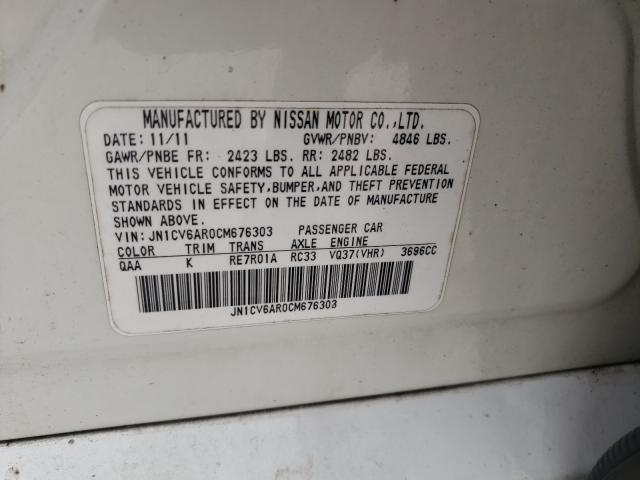 MANUFACTURED BY NISSAN MOTOR CO.,LTD.
DATE: 11/11 GVWR/PNBV: 4846 LBS.
GAWR/PNBE FR: 2423 LBS. RR: 2482 LBS.
THIS VEHICLE CONFORMS TO ALL APPLICABLE FEDERAL
MOTOR VEHICLE SAFETY,BUMPER,AND THEFT PREVENTION
STANDARDS IN EFFECT ON THE DATE OF MANUFACTURE
SHOWN ABOVE.
VIN: JN1CV6AR0CM676303 PASSENGER CAR
COLOR TRIM TRANS AXLE ENGINE
QAA K RE7R01A RC33 VQ37(VHR) 3696CC
JN1CV6AR0CM676303